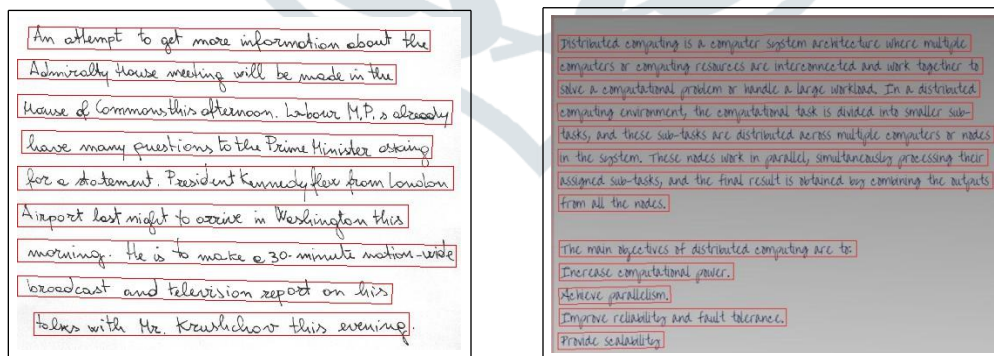 An attempt to get more information about the
Admiralty House meeting will be made in the
House of Commons this afternoon. Labour M.P.s already
have many questions to the Prime Minister asking
for a statement. President Kennedy flew from London
Airport last night to arrive in Washington this
morning. He is to make a 30-minute nation-wide
broadcast and television report on his
talks with Mr. Krushchov this evening.
Distributed computing is a computer system architecture where multiple
computers or computing resources are interconnected and work together to
solve a computational problem or handle a large workload. In a distributed
computing environment, the computational task is divided into smaller sub-
tasks, and these sub-tasks are distributed across multiple computers or nodes
in the system. These nodes work in parallel, simultaneously processing their
assigned sub-tasks, and the final result is obtained by combining the outputs
from all the nodes.
The main objectives of distributed computing are to:
Increase computational power.
Achieve parallelism.
Improve reliability and fault tolerance.
Provide scalability